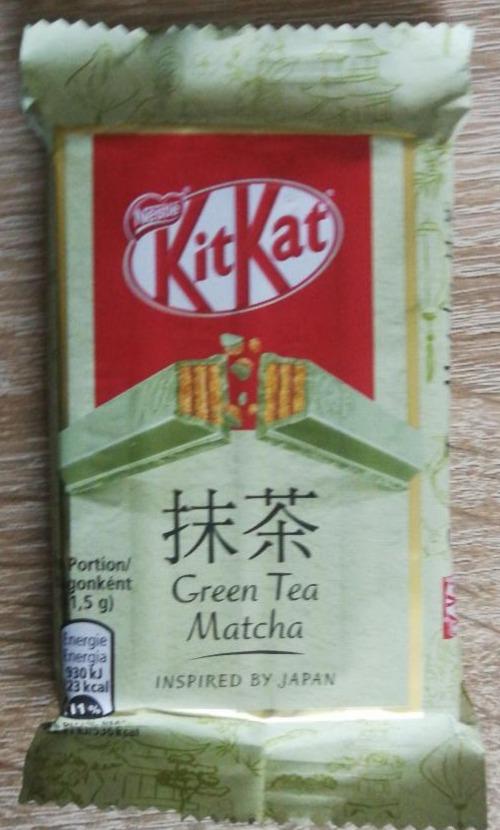 Nestlé
KitKat
抹茶
Green Tea
Matcha
INSPIRED BY JAPAN
Portion/
gonként
1,5 g)
Energie
Energia
930 kJ
23 kcal
11%